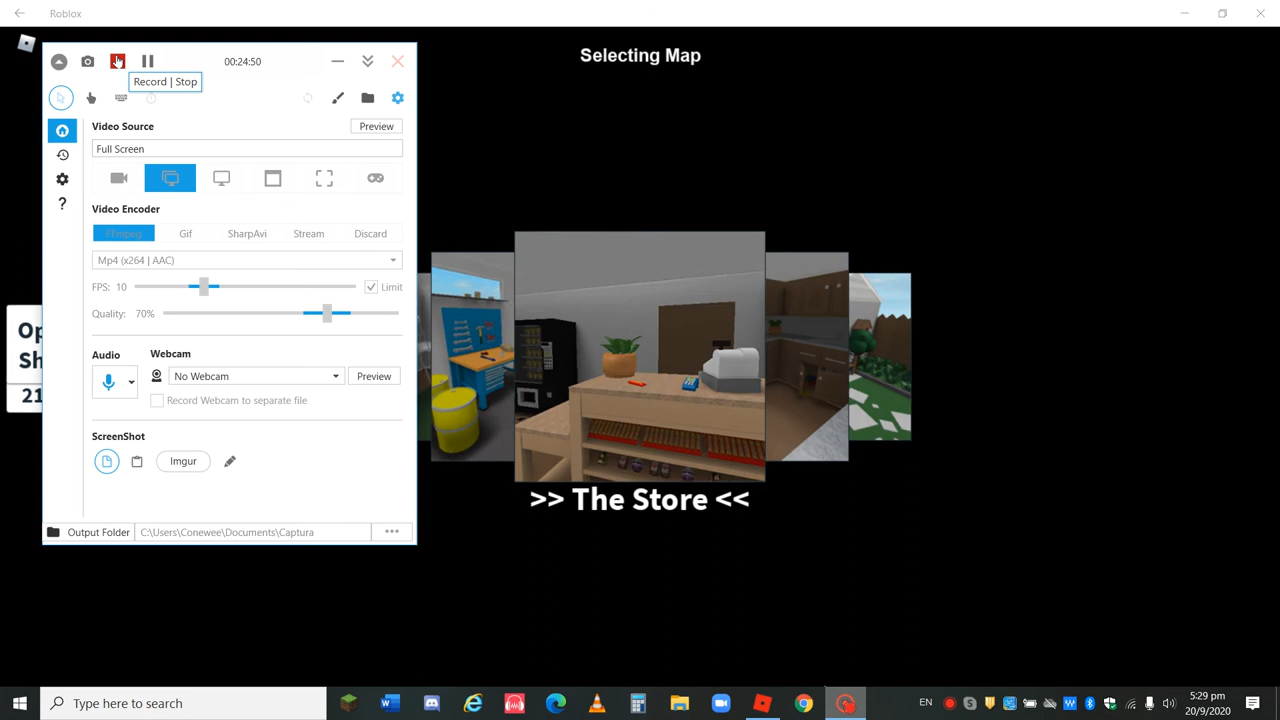 Roblox
Selecting Map
00:24:50
Record | Stop
Video Source
Preview
Full Screen
Video Encoder
FFmpeg Gif SharpAvi Stream Discard
Mp4 (x264 | AAC)
FPS: 10 Limit
Quality: 70%
Audio
Webcam
No Webcam
Preview
Record Webcam to separate file
ScreenShot
Imgur
Output Folder C:\Users\Conewee\Documents\Captura
Op
Sh
21
>> The Store <<
Type here to search
EN
5:29 pm
20/9/2020